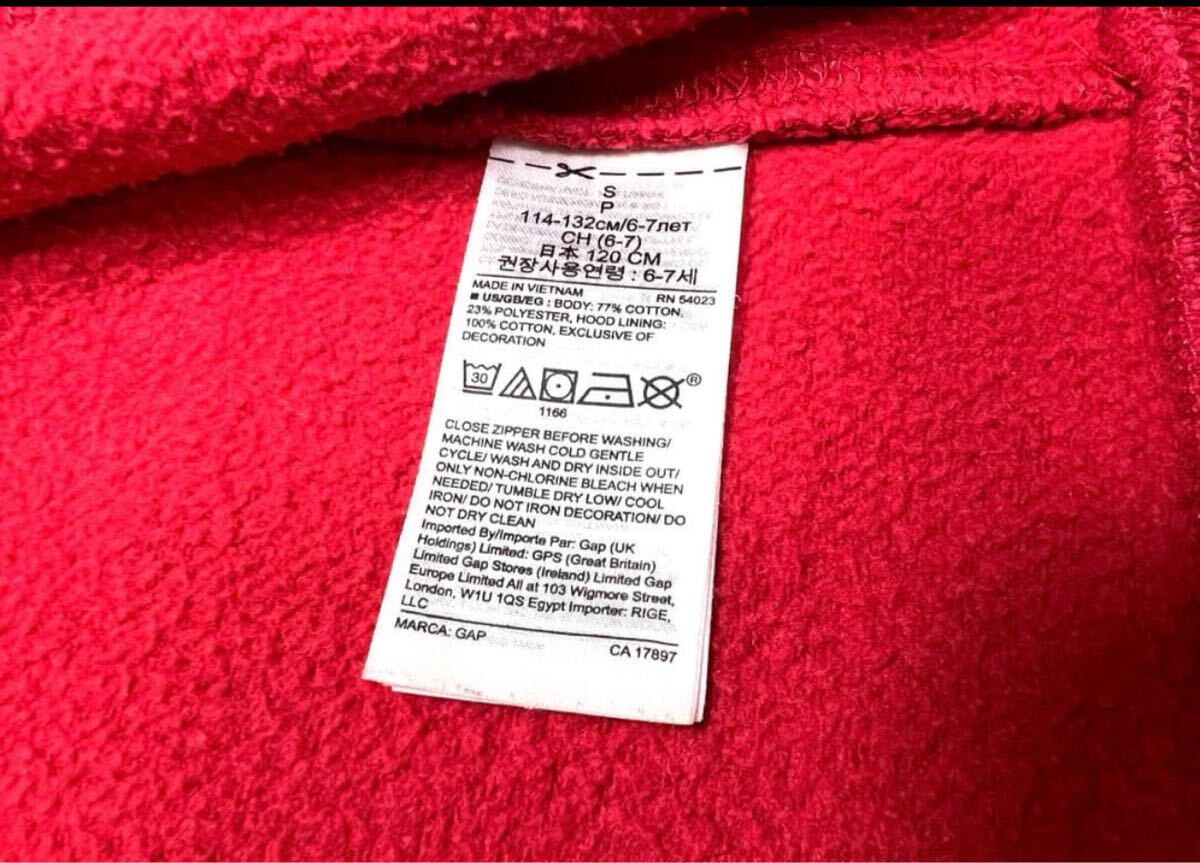 S
P
114-132см/6-7лет
CH (6-7)
日本 120 CM
권장사용연령 : 6-7세
MADE IN VIETNAM RN 54023
■ US/GB/EG : BODY: 77% COTTON,
23% POLYESTER, HOOD LINING:
100% COTTON, EXCLUSIVE OF
DECORATION
30 ®
1166
CLOSE ZIPPER BEFORE WASHING/
MACHINE WASH COLD GENTLE
CYCLE/ WASH AND DRY INSIDE OUT/
ONLY NON-CHLORINE BLEACH WHEN
NEEDED/ TUMBLE DRY LOW/ COOL
IRON/ DO NOT IRON DECORATION/ DO
NOT DRY CLEAN
Imported By/Importe Par: Gap (UK
Holdings) Limited: GPS (Great Britain)
Limited Gap Stores (Ireland) Limited Gap
Europe Limited All at 103 Wigmore Street,
London, W1U 1QS Egypt Importer: RIGE,
LLC
MARCA: GAP
CA 17897